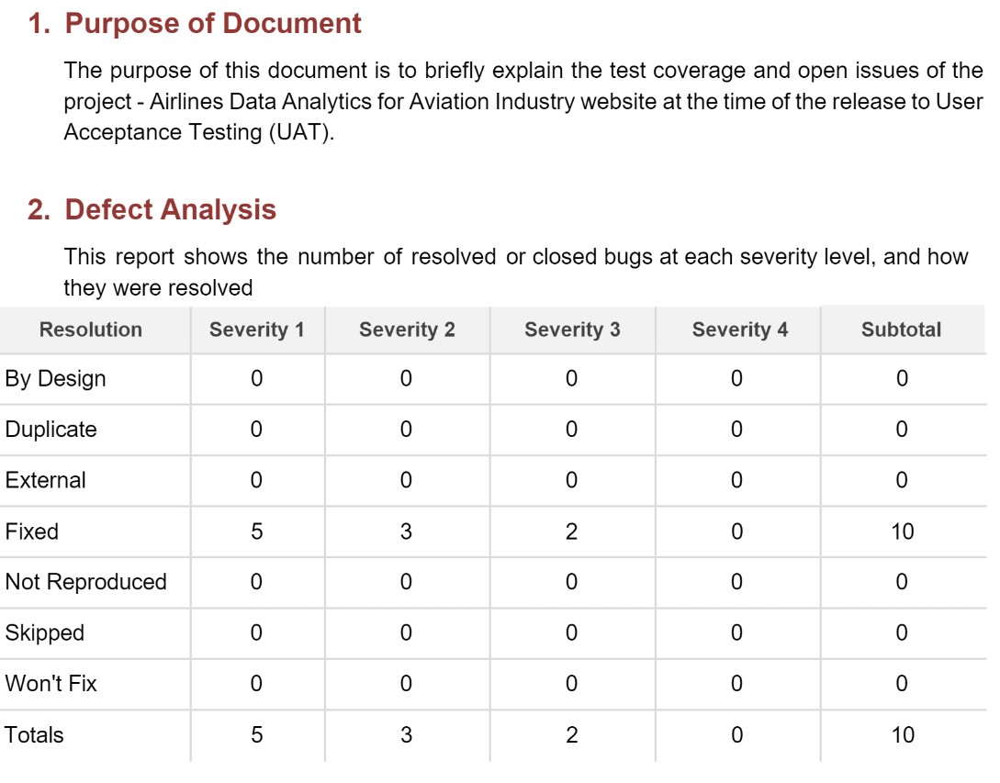 1. Purpose of Document
The purpose of this document is to briefly explain the test coverage and open issues of the
project - Airlines Data Analytics for Aviation Industry website at the time of the release to User
Acceptance Testing (UAT).
2. Defect Analysis
This report shows the number of resolved or closed bugs at each severity level, and how
they were resolved
Resolution Severity 1 Severity 2 Severity 3 Severity 4 Subtotal
By Design 0 0 0 0 0
Duplicate 0 0 0 0 0
External 0 0 0 0 0
Fixed 5 3 2 0 10
Not Reproduced 0 0 0 0 0
Skipped 0 0 0 0 0
Won't Fix 0 0 0 0 0
Totals 5 3 2 0 10